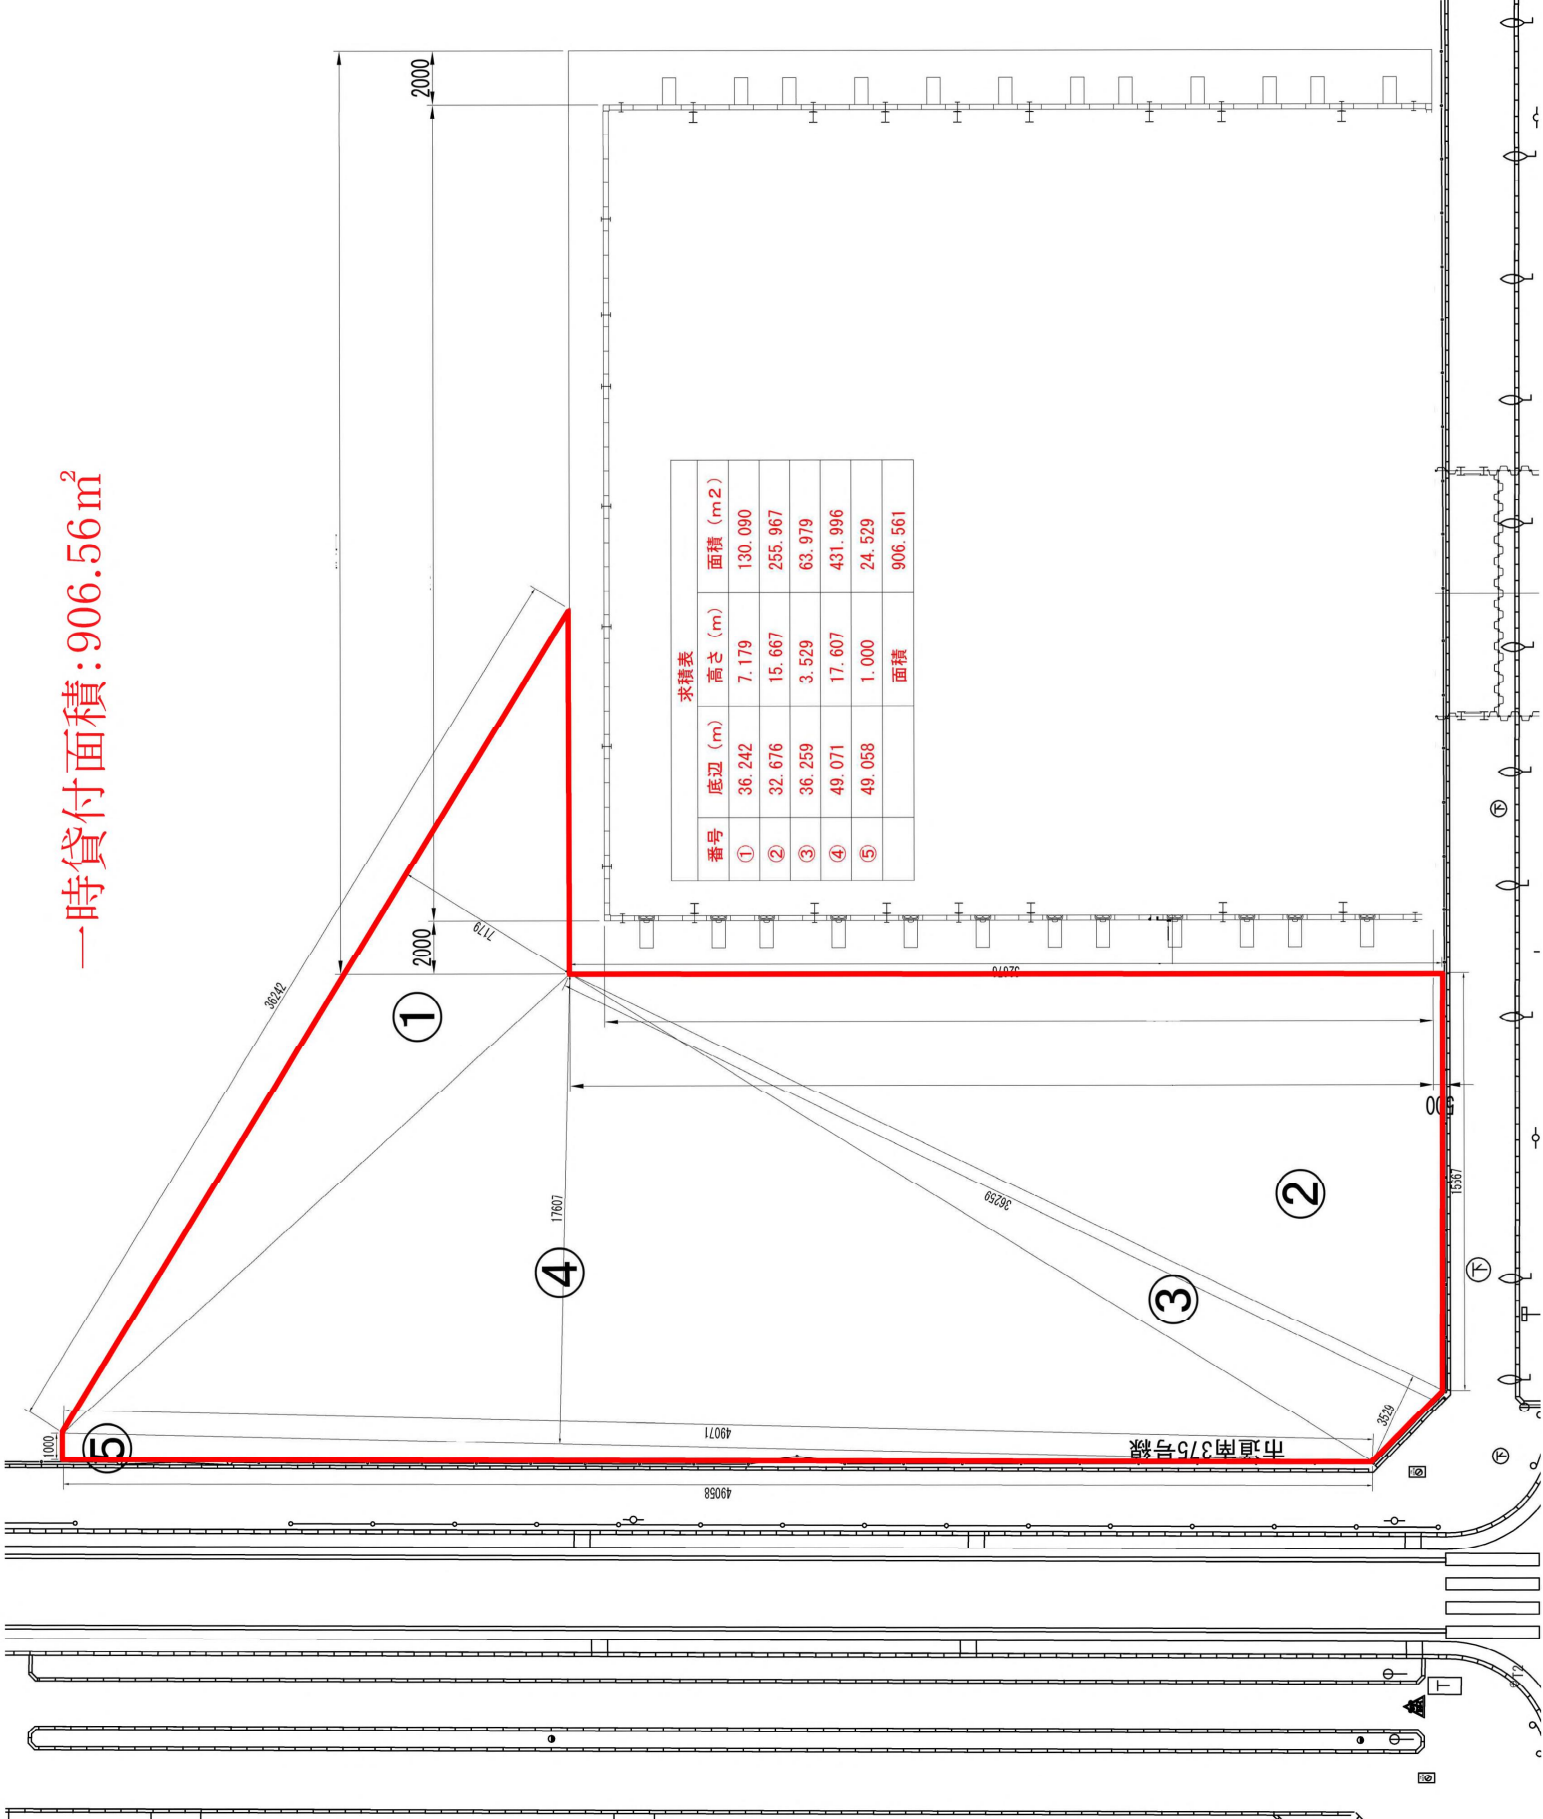 一時貸付面積:906.56m²
求積表
番号 底辺 (m) 高さ (m) 面積 (m2)
① 36.242 7.179 130.090
② 32.676 15.667 255.967
③ 36.259 3.529 63.979
④ 49.071 17.607 431.996
⑤ 49.058 1.000 24.529
面積 906.561
2000
2000
36242
7179
①
②
③
④
⑤
17607
36259
3529
49071
1000
49058
市道南375号線
下
下
下
T